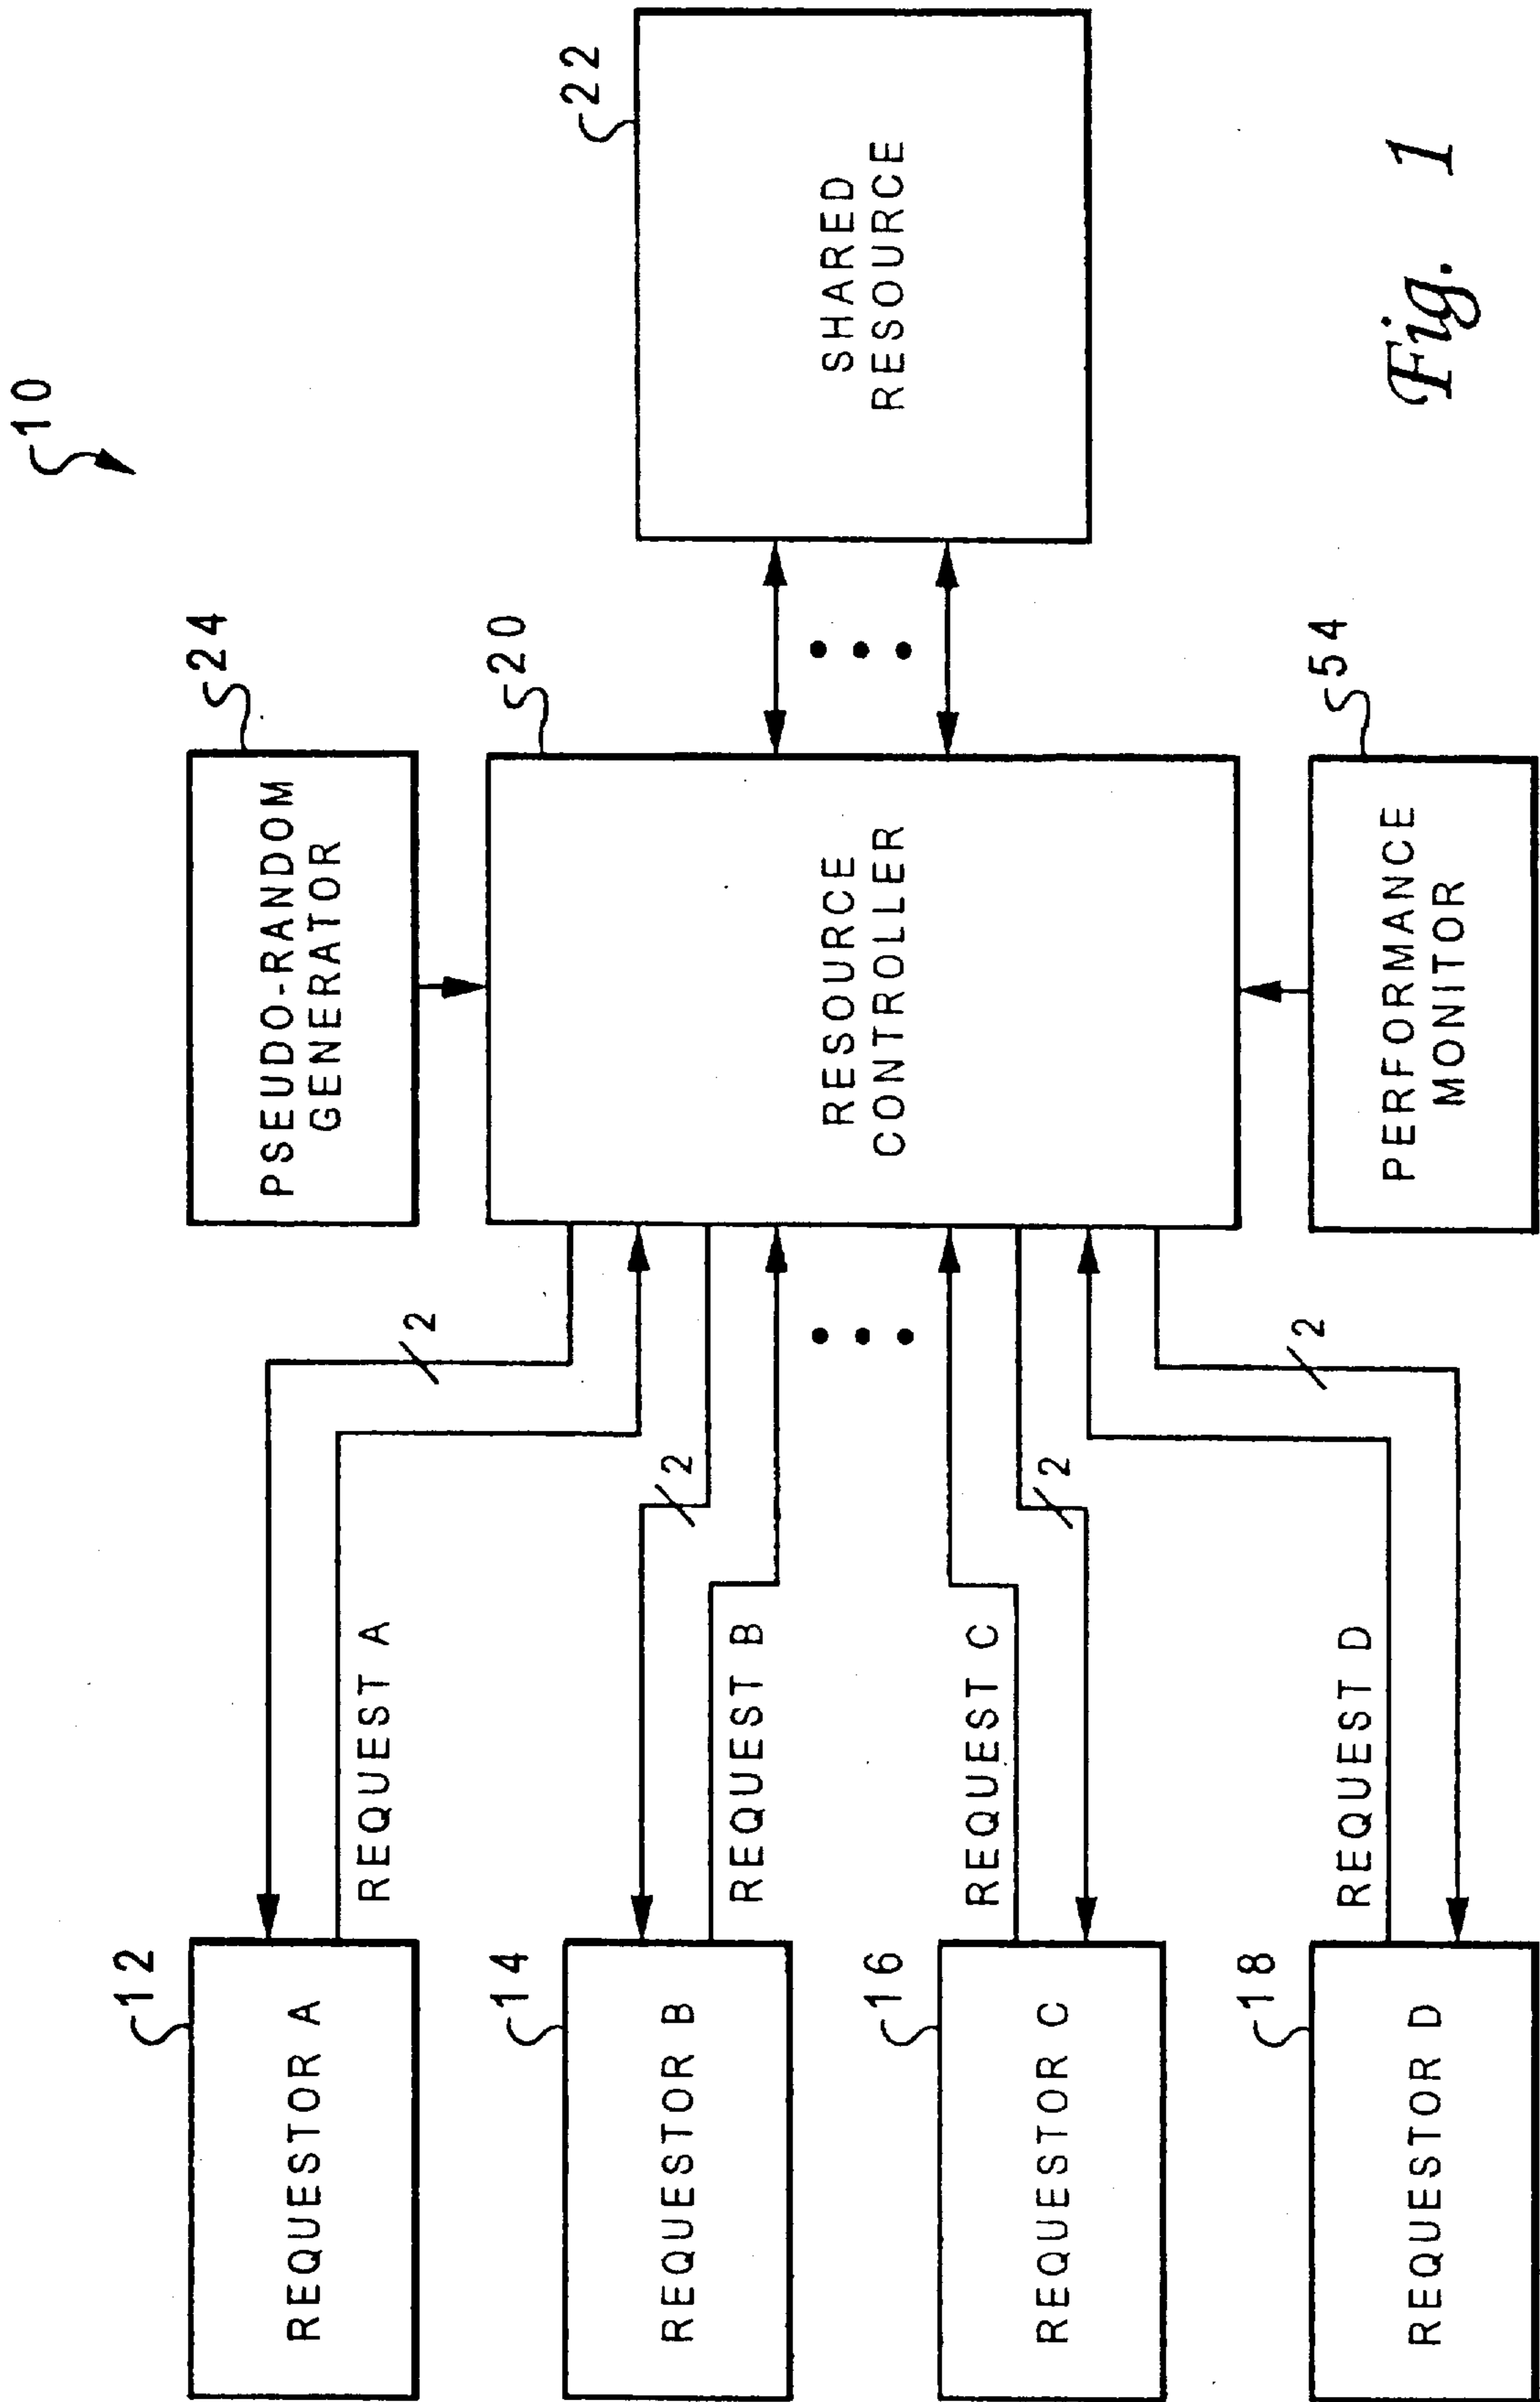 10
12
REQUESTOR A
REQUEST A
2
24
PSEUDO-RANDOM
GENERATOR
14
REQUESTOR B
REQUEST B
2
20
RESOURCE
CONTROLLER
22
SHARED
RESOURCE
16
REQUESTOR C
REQUEST C
2
18
REQUESTOR D
REQUEST D
2
54
PERFORMANCE
MONITOR
Fig. 1